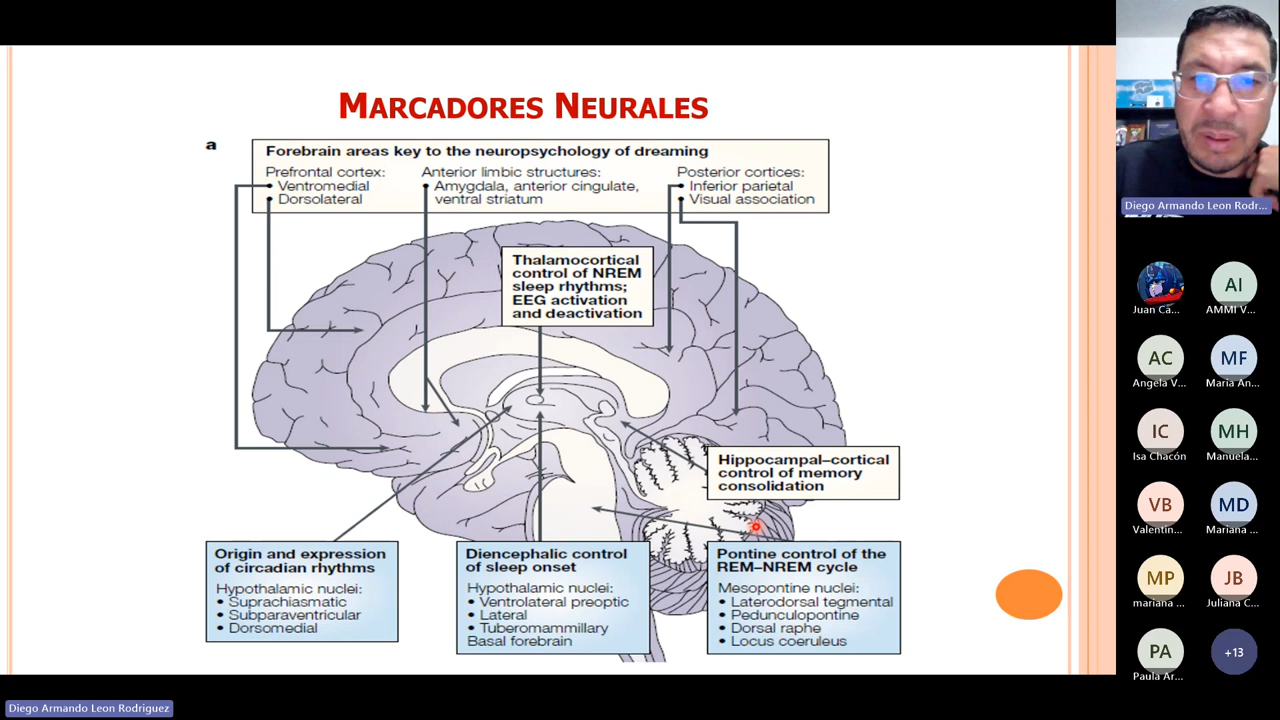 MARCADORES NEURALES
a
Forebrain areas key to the neuropsychology of dreaming
Prefrontal cortex:
• Ventromedial
• Dorsolateral
Anterior limbic structures:
• Amygdala, anterior cingulate,
ventral striatum
Posterior cortices:
• Inferior parietal
• Visual association
Thalamocortical
control of NREM
sleep rhythms;
EEG activation
and deactivation
Hippocampal–cortical
control of memory
consolidation
Origin and expression
of circadian rhythms
Hypothalamic nuclei:
• Suprachiasmatic
• Subparaventricular
• Dorsomedial
Diencephalic control
of sleep onset
Hypothalamic nuclei:
• Ventrolateral preoptic
• Lateral
• Tuberomammillary
Basal forebrain
Pontine control of the
REM–NREM cycle
Mesopontine nuclei:
• Laterodorsal tegmental
• Pedunculopontine
• Dorsal raphe
• Locus coeruleus
Diego Armando Leon Rodr...
Juan Ca...
AI
AMMI V...
AC
Angela V...
MF
Maria An...
IC
Isa Chacón
MH
Manuela...
VB
Valentin...
MD
Mariana ...
MP
mariana ...
JB
Juliana C...
PA
Paula Ar...
+13
Diego Armando Leon Rodriguez